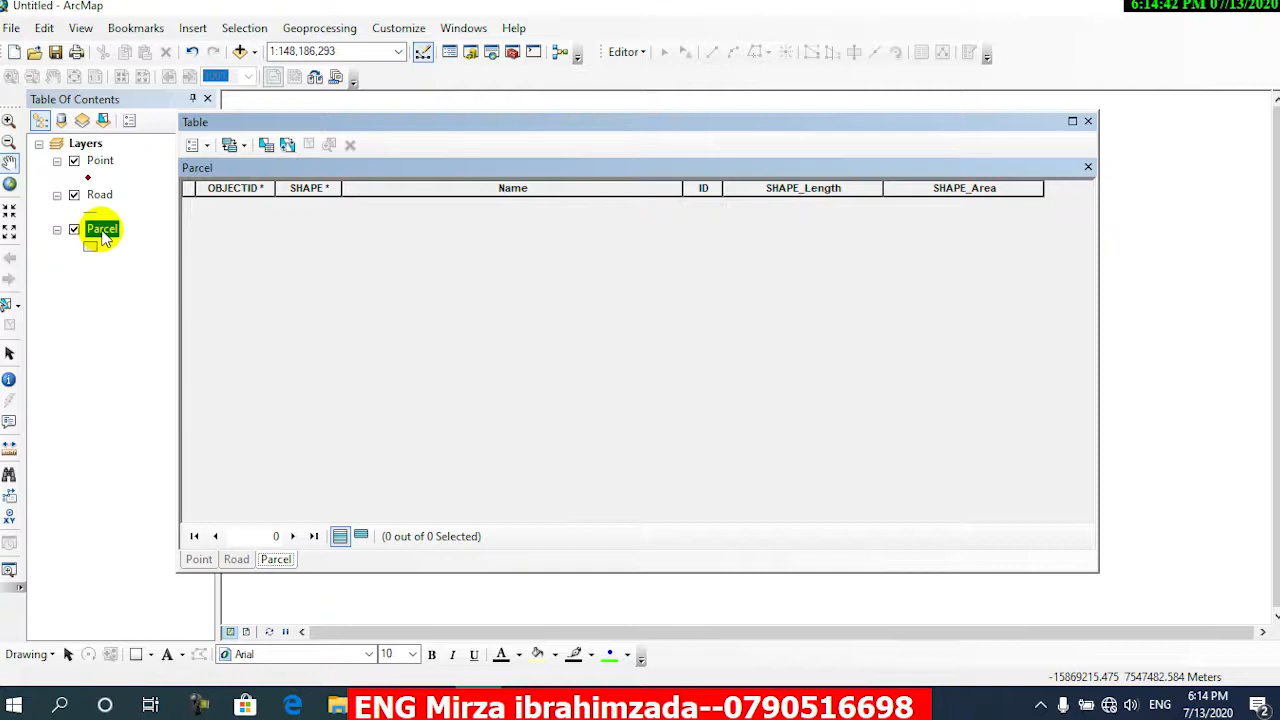 6:14:42 PM 07/13/2020
Untitled - ArcMap
File Edit View Bookmarks Insert Selection Geoprocessing Customize Windows Help
1:148,186,293
Editor
100%
Table Of Contents
Layers
Point
Road
Parcel
Table
Parcel
OBJECTID * SHAPE * Name ID SHAPE_Length SHAPE_Area
0 (0 out of 0 Selected)
Point Road Parcel
Drawing A Arial 10 B I U A
-15869215.475 7547482.584 Meters
ENG Mirza ibrahimzada--0790516698
ENG 6:14 PM
7/13/2020
2